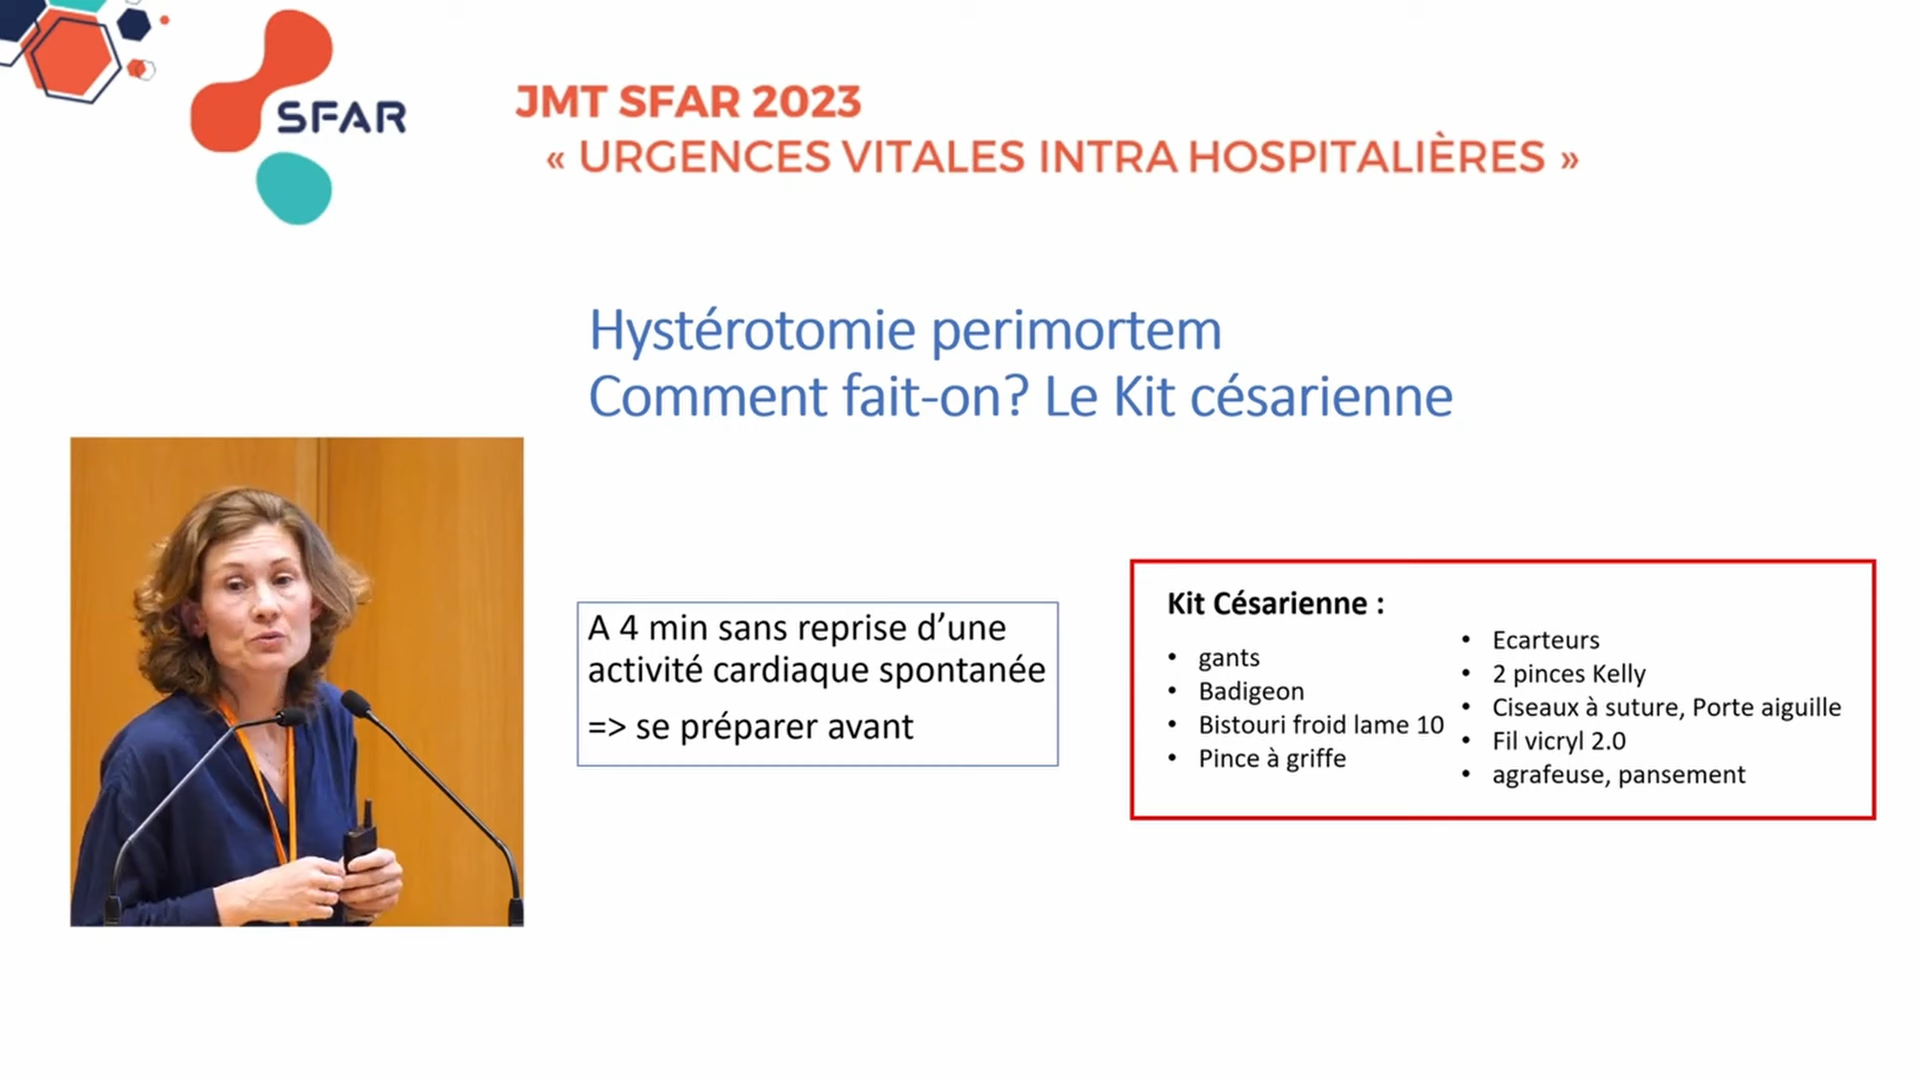 SFAR
JMT SFAR 2023
« URGENCES VITALES INTRA HOSPITALIÈRES »
Hystérotomie perimortem
Comment fait-on? Le Kit césarienne
A 4 min sans reprise d’une
activité cardiaque spontanée
=> se préparer avant
Kit Césarienne :
• gants
• Badigeon
• Bistouri froid lame 10
• Pince à griffe
• Ecarteurs
• 2 pinces Kelly
• Ciseaux à suture, Porte aiguille
• Fil vicryl 2.0
• agrafeuse, pansement